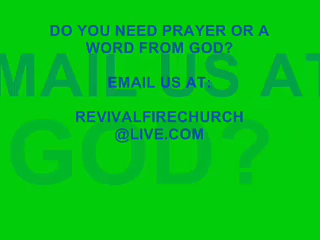 DO YOU NEED PRAYER OR A
WORD FROM GOD?
EMAIL US AT:
REVIVALFIRECHURCH
@LIVE.COM
MAIL US AT
GOD?